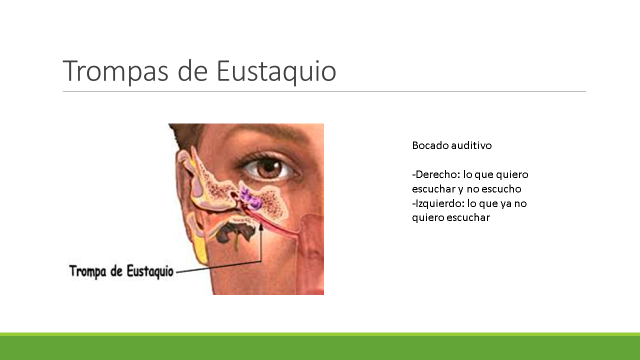 Trompas de Eustaquio
Bocado auditivo
-Derecho: lo que quiero
escuchar y no escucho
-Izquierdo: lo que ya no
quiero escuchar
Trompa de Eustaquio